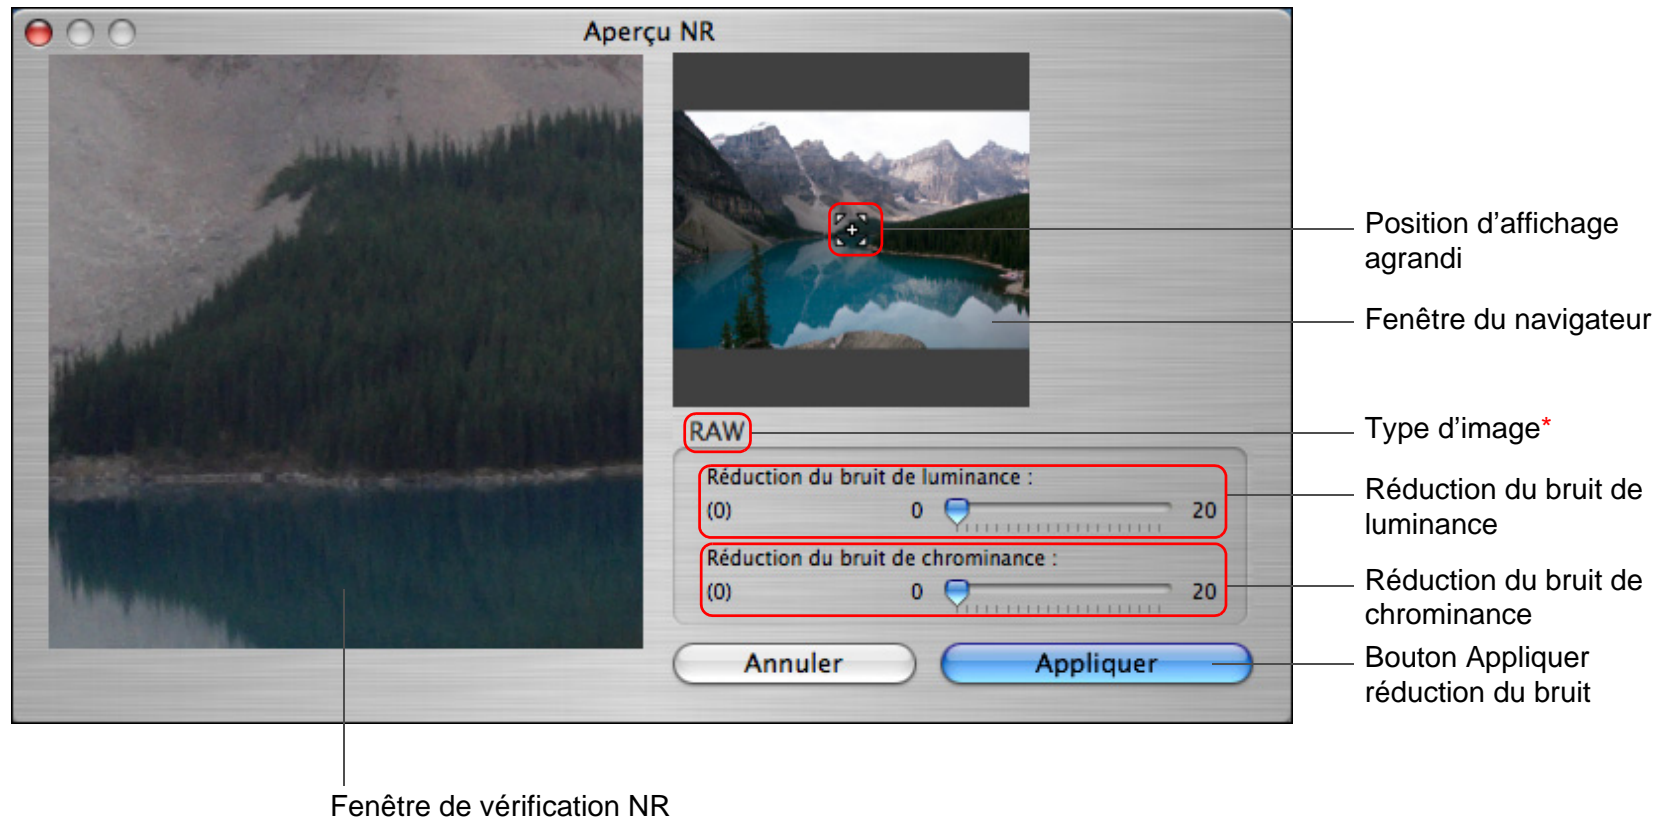 Aperçu NR
Position d’affichage
agrandi
Fenêtre du navigateur
RAW
Type d’image*
Réduction du bruit de luminance :
(0) 0 20
Réduction du bruit de
luminance
Réduction du bruit de chrominance :
(0) 0 20
Réduction du bruit de
chrominance
Annuler
Appliquer
Bouton Appliquer
réduction du bruit
Fenêtre de vérification NR